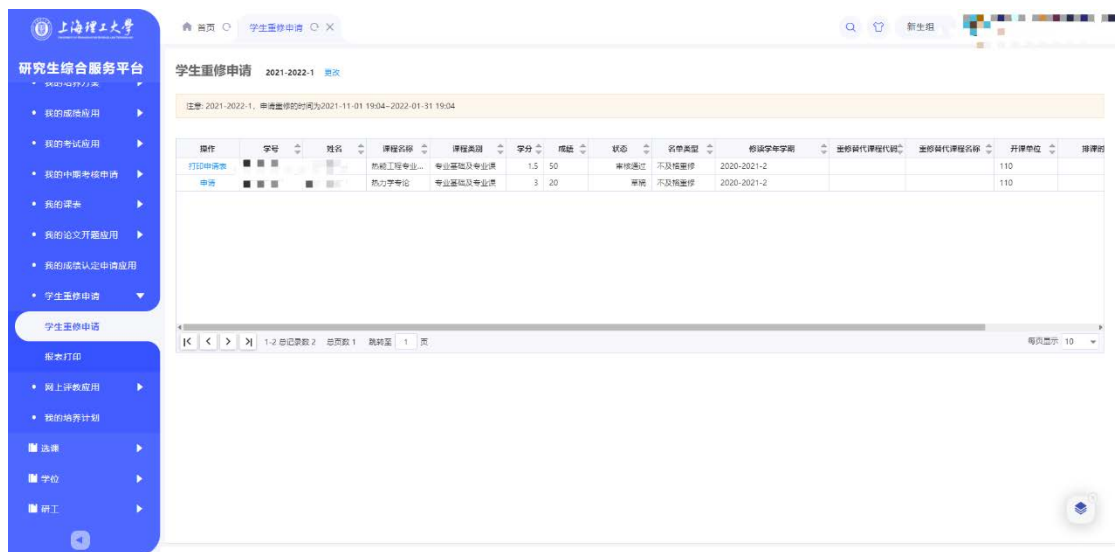 上海理工大学
研究生综合服务平台
首页
学生重修申请
新生组
我的培养方案
我的成绩应用
我的考试应用
我的中期考核申请
我的课表
我的论文开题应用
我的成绩认定申请应用
学生重修申请
学生重修申请
报表打印
网上评教应用
我的培养计划
选课
学位
研工
学生重修申请 2021-2022-1 更改
注意: 2021-2022-1，申请重修的时间为2021-11-01 19:04~2022-01-31 19:04
操作 学号 姓名 课程名称 课程类别 学分 成绩 状态 名单类型 修读学年学期 重修替代课程代码 重修替代课程名称 开课单位 排课的
打印申请表 热能工程专业... 专业基础及专业课 1.5 50 审核通过 不及格重修 2020-2021-2 110
申请 热力学专论 专业基础及专业课 3 20 草稿 不及格重修 2020-2021-2 110
1-2 总记录数 2 总页数 1 跳转至 1 页 每页显示 10